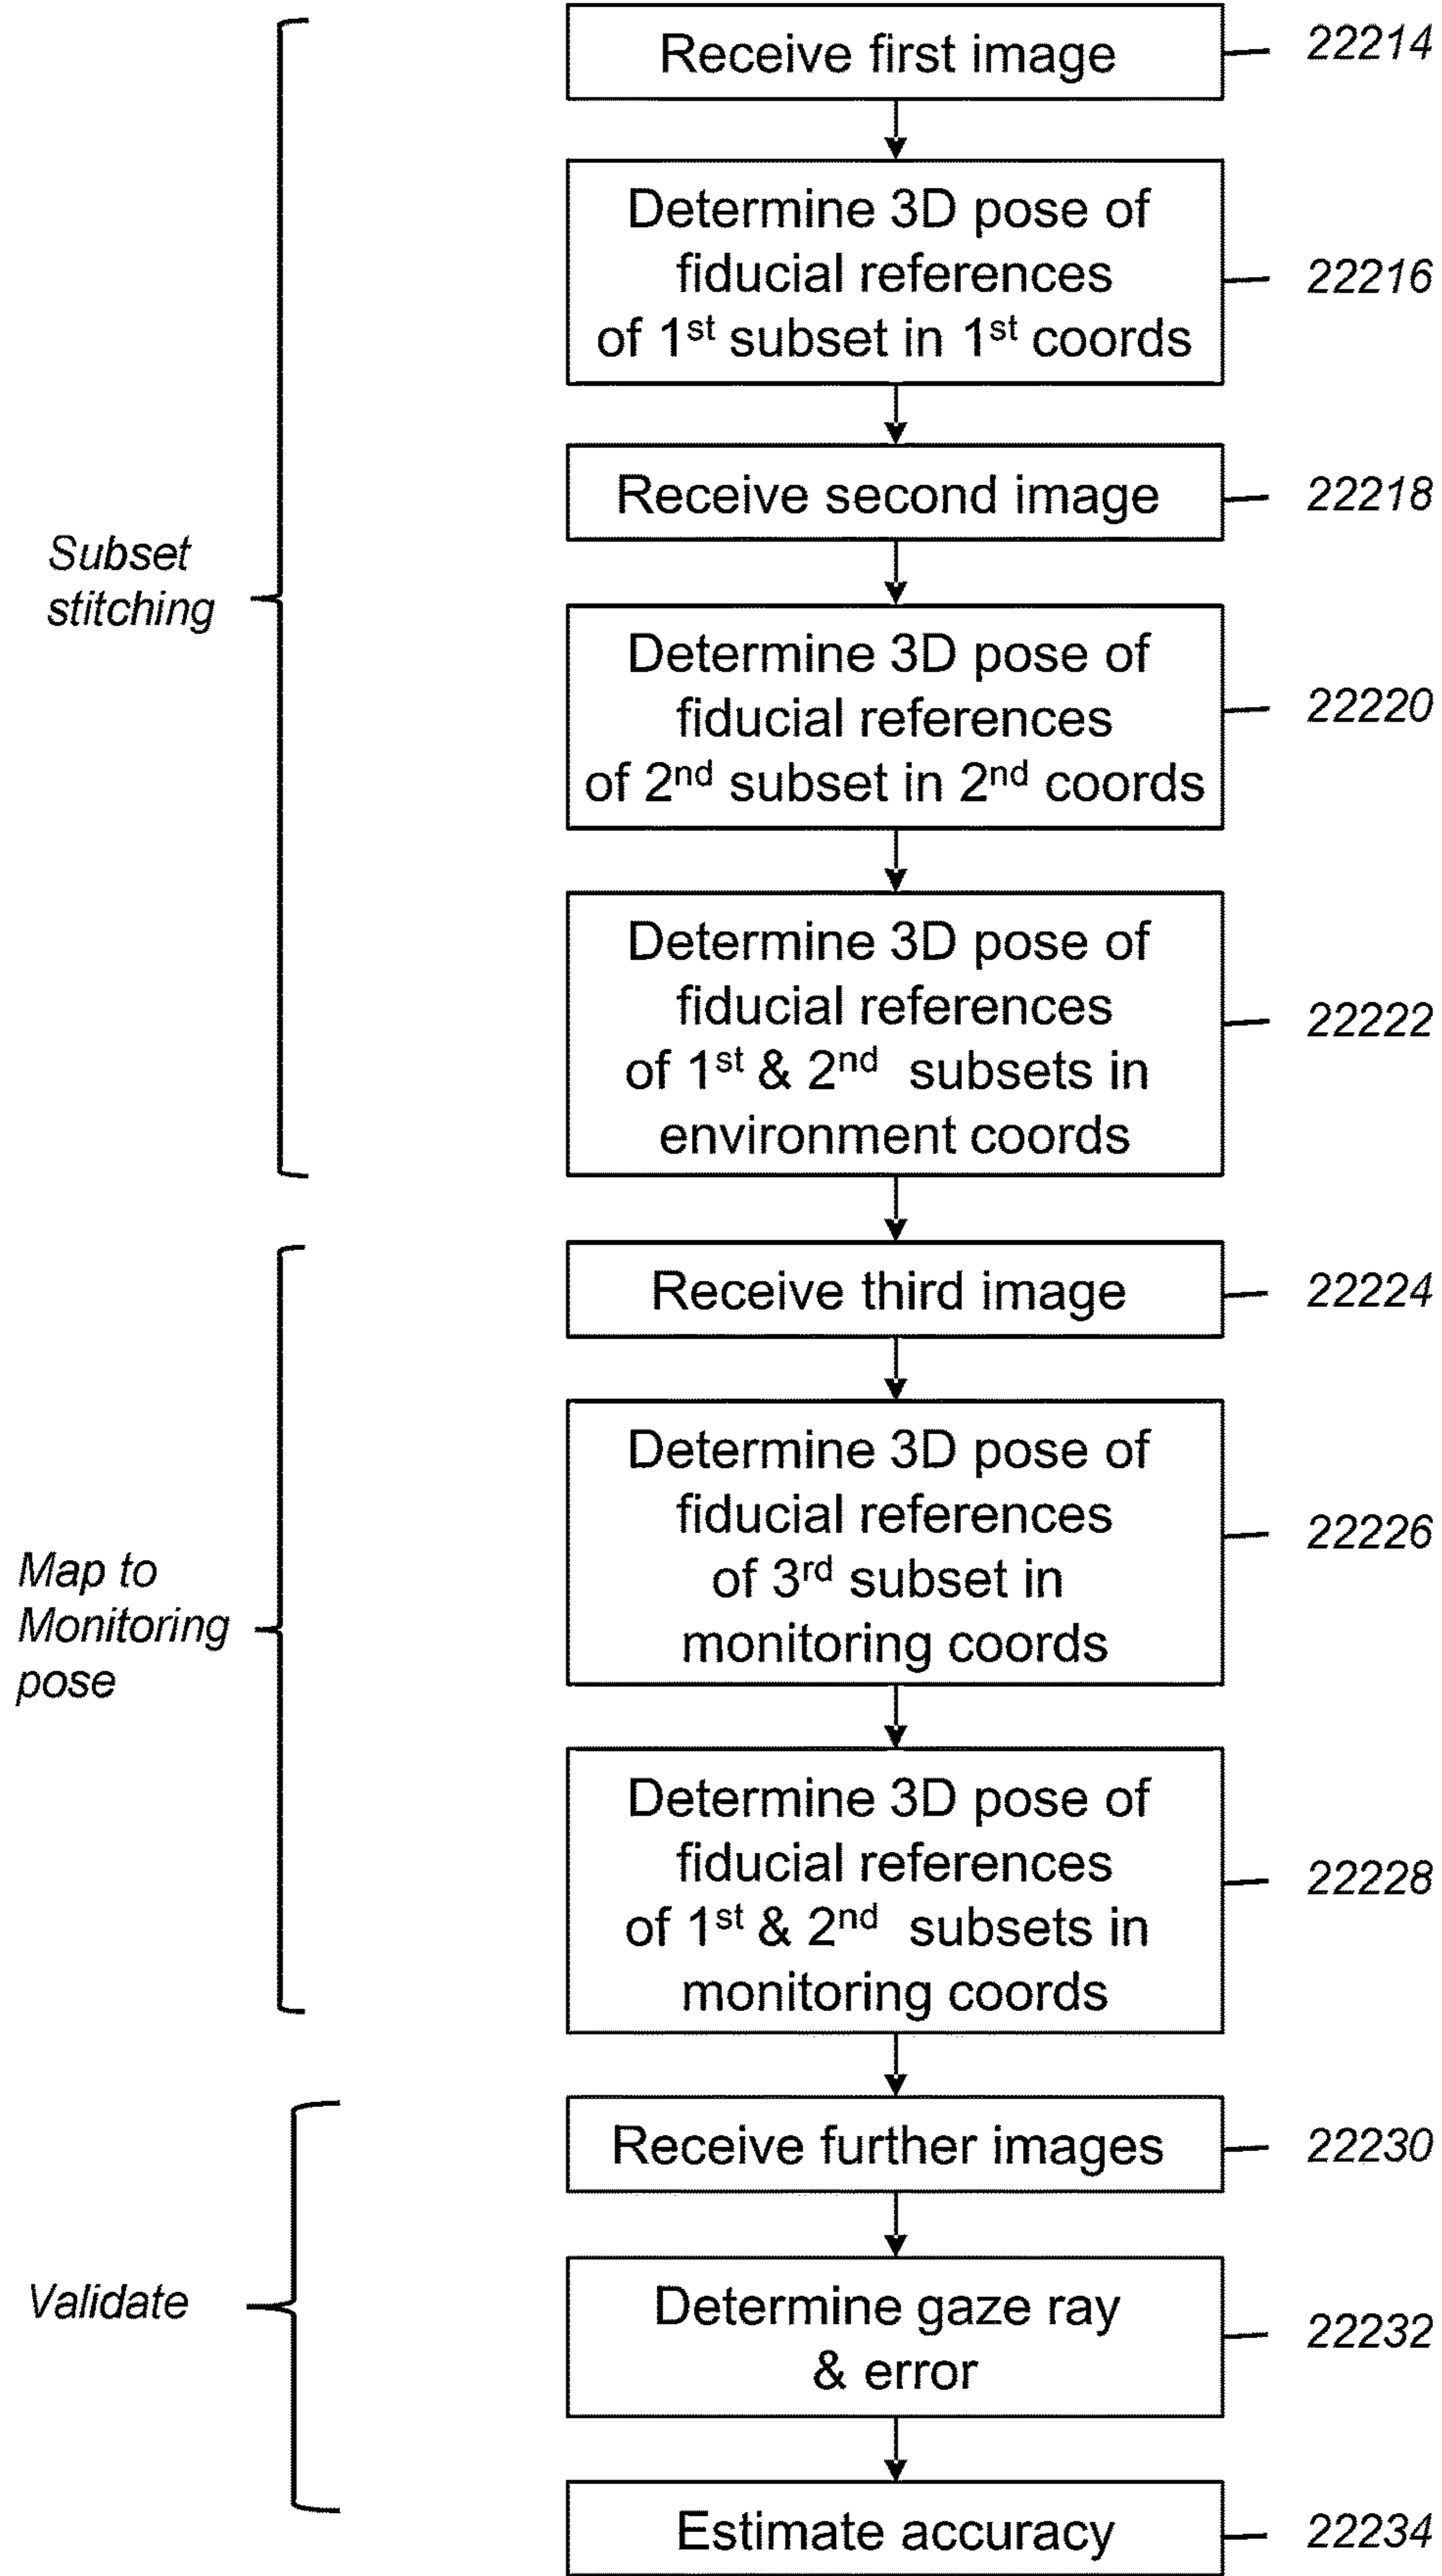 Receive first image
22214
Determine 3D pose of
fiducial references
of 1st subset in 1st coords
22216
Receive second image
22218
Subset
stitching
Determine 3D pose of
fiducial references
of 2nd subset in 2nd coords
22220
Determine 3D pose of
fiducial references
of 1st & 2nd subsets in
environment coords
22222
Receive third image
22224
Map to
Monitoring
pose
Determine 3D pose of
fiducial references
of 3rd subset in
monitoring coords
22226
Determine 3D pose of
fiducial references
of 1st & 2nd subsets in
monitoring coords
22228
Receive further images
22230
Validate
Determine gaze ray
& error
22232
Estimate accuracy
22234